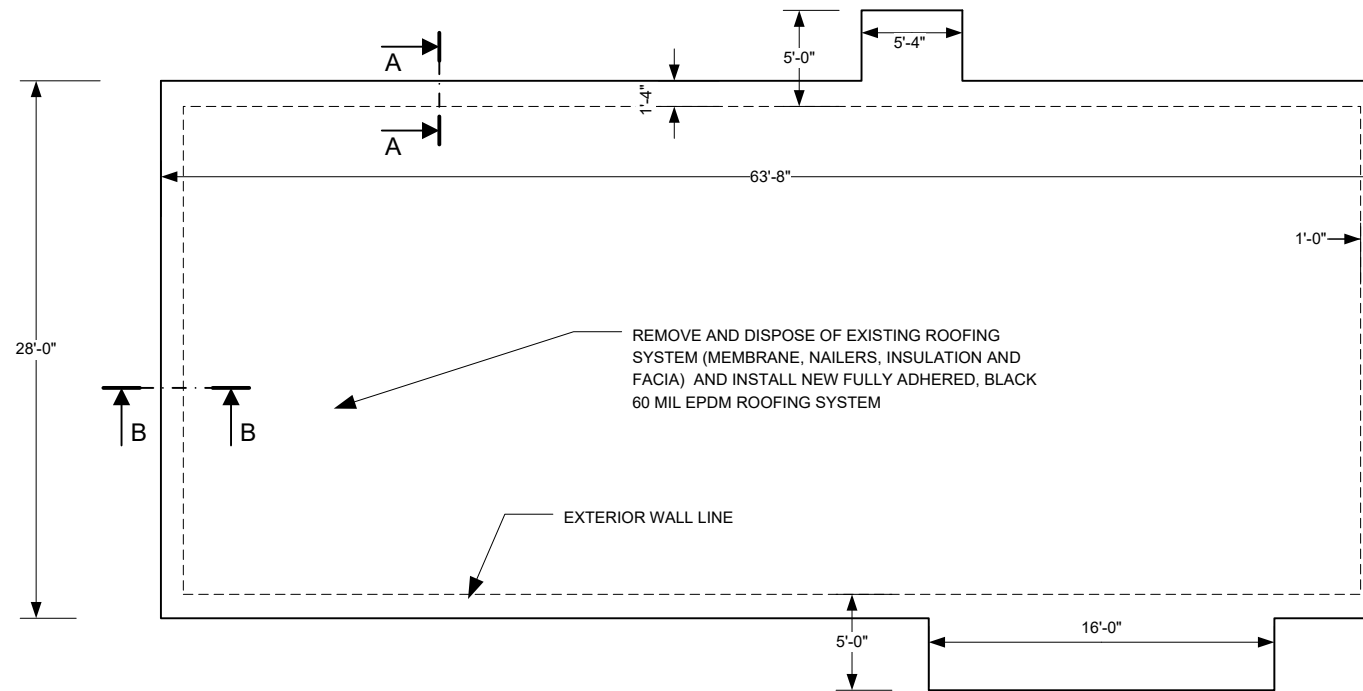 A
5'-0"
5'-4"
1'-4"
A
63'-8"
1'-0"
28'-0"
REMOVE AND DISPOSE OF EXISTING ROOFING
SYSTEM (MEMBRANE, NAILERS, INSULATION AND
FACIA) AND INSTALL NEW FULLY ADHERED, BLACK
60 MIL EPDM ROOFING SYSTEM
B
B
EXTERIOR WALL LINE
5'-0"
16'-0"